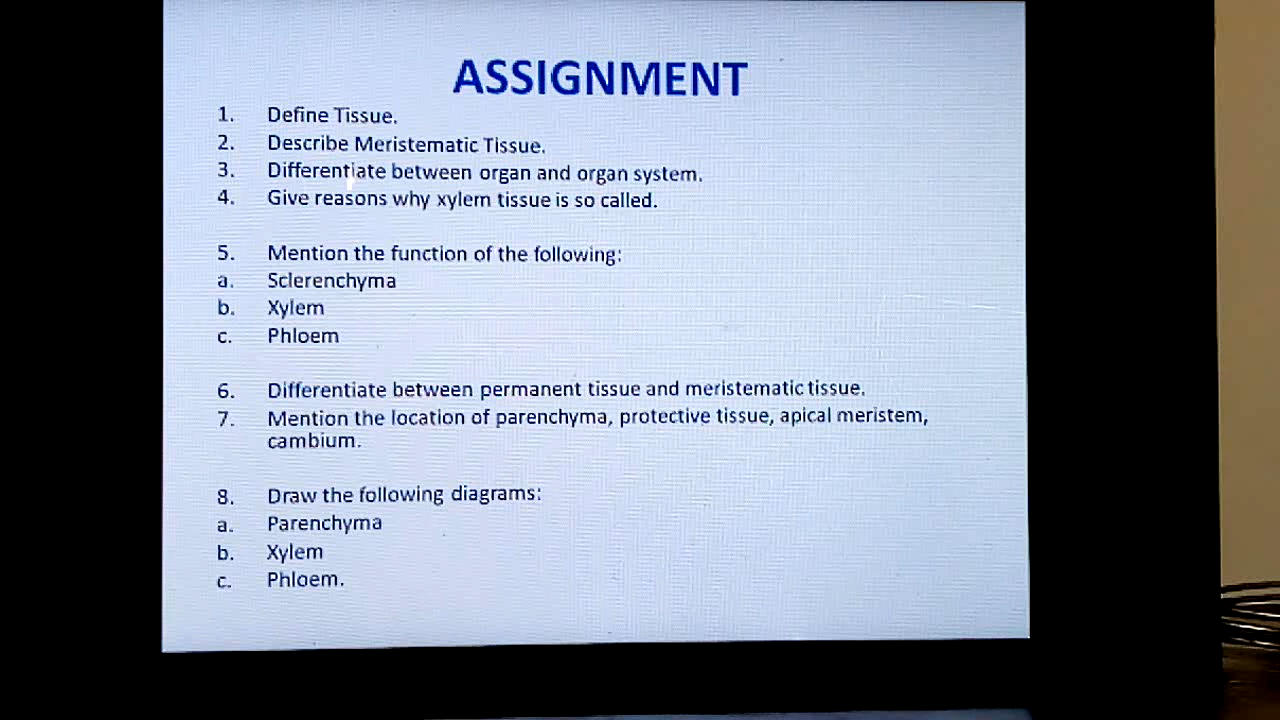 ASSIGNMENT
1. Define Tissue.
2. Describe Meristematic Tissue.
3. Differentiate between organ and organ system.
4. Give reasons why xylem tissue is so called.
5. Mention the function of the following:
a. Sclerenchyma
b. Xylem
c. Phloem
6. Differentiate between permanent tissue and meristematic tissue.
7. Mention the location of parenchyma, protective tissue, apical meristem,
cambium.
8. Draw the following diagrams:
a. Parenchyma
b. Xylem
c. Phloem.